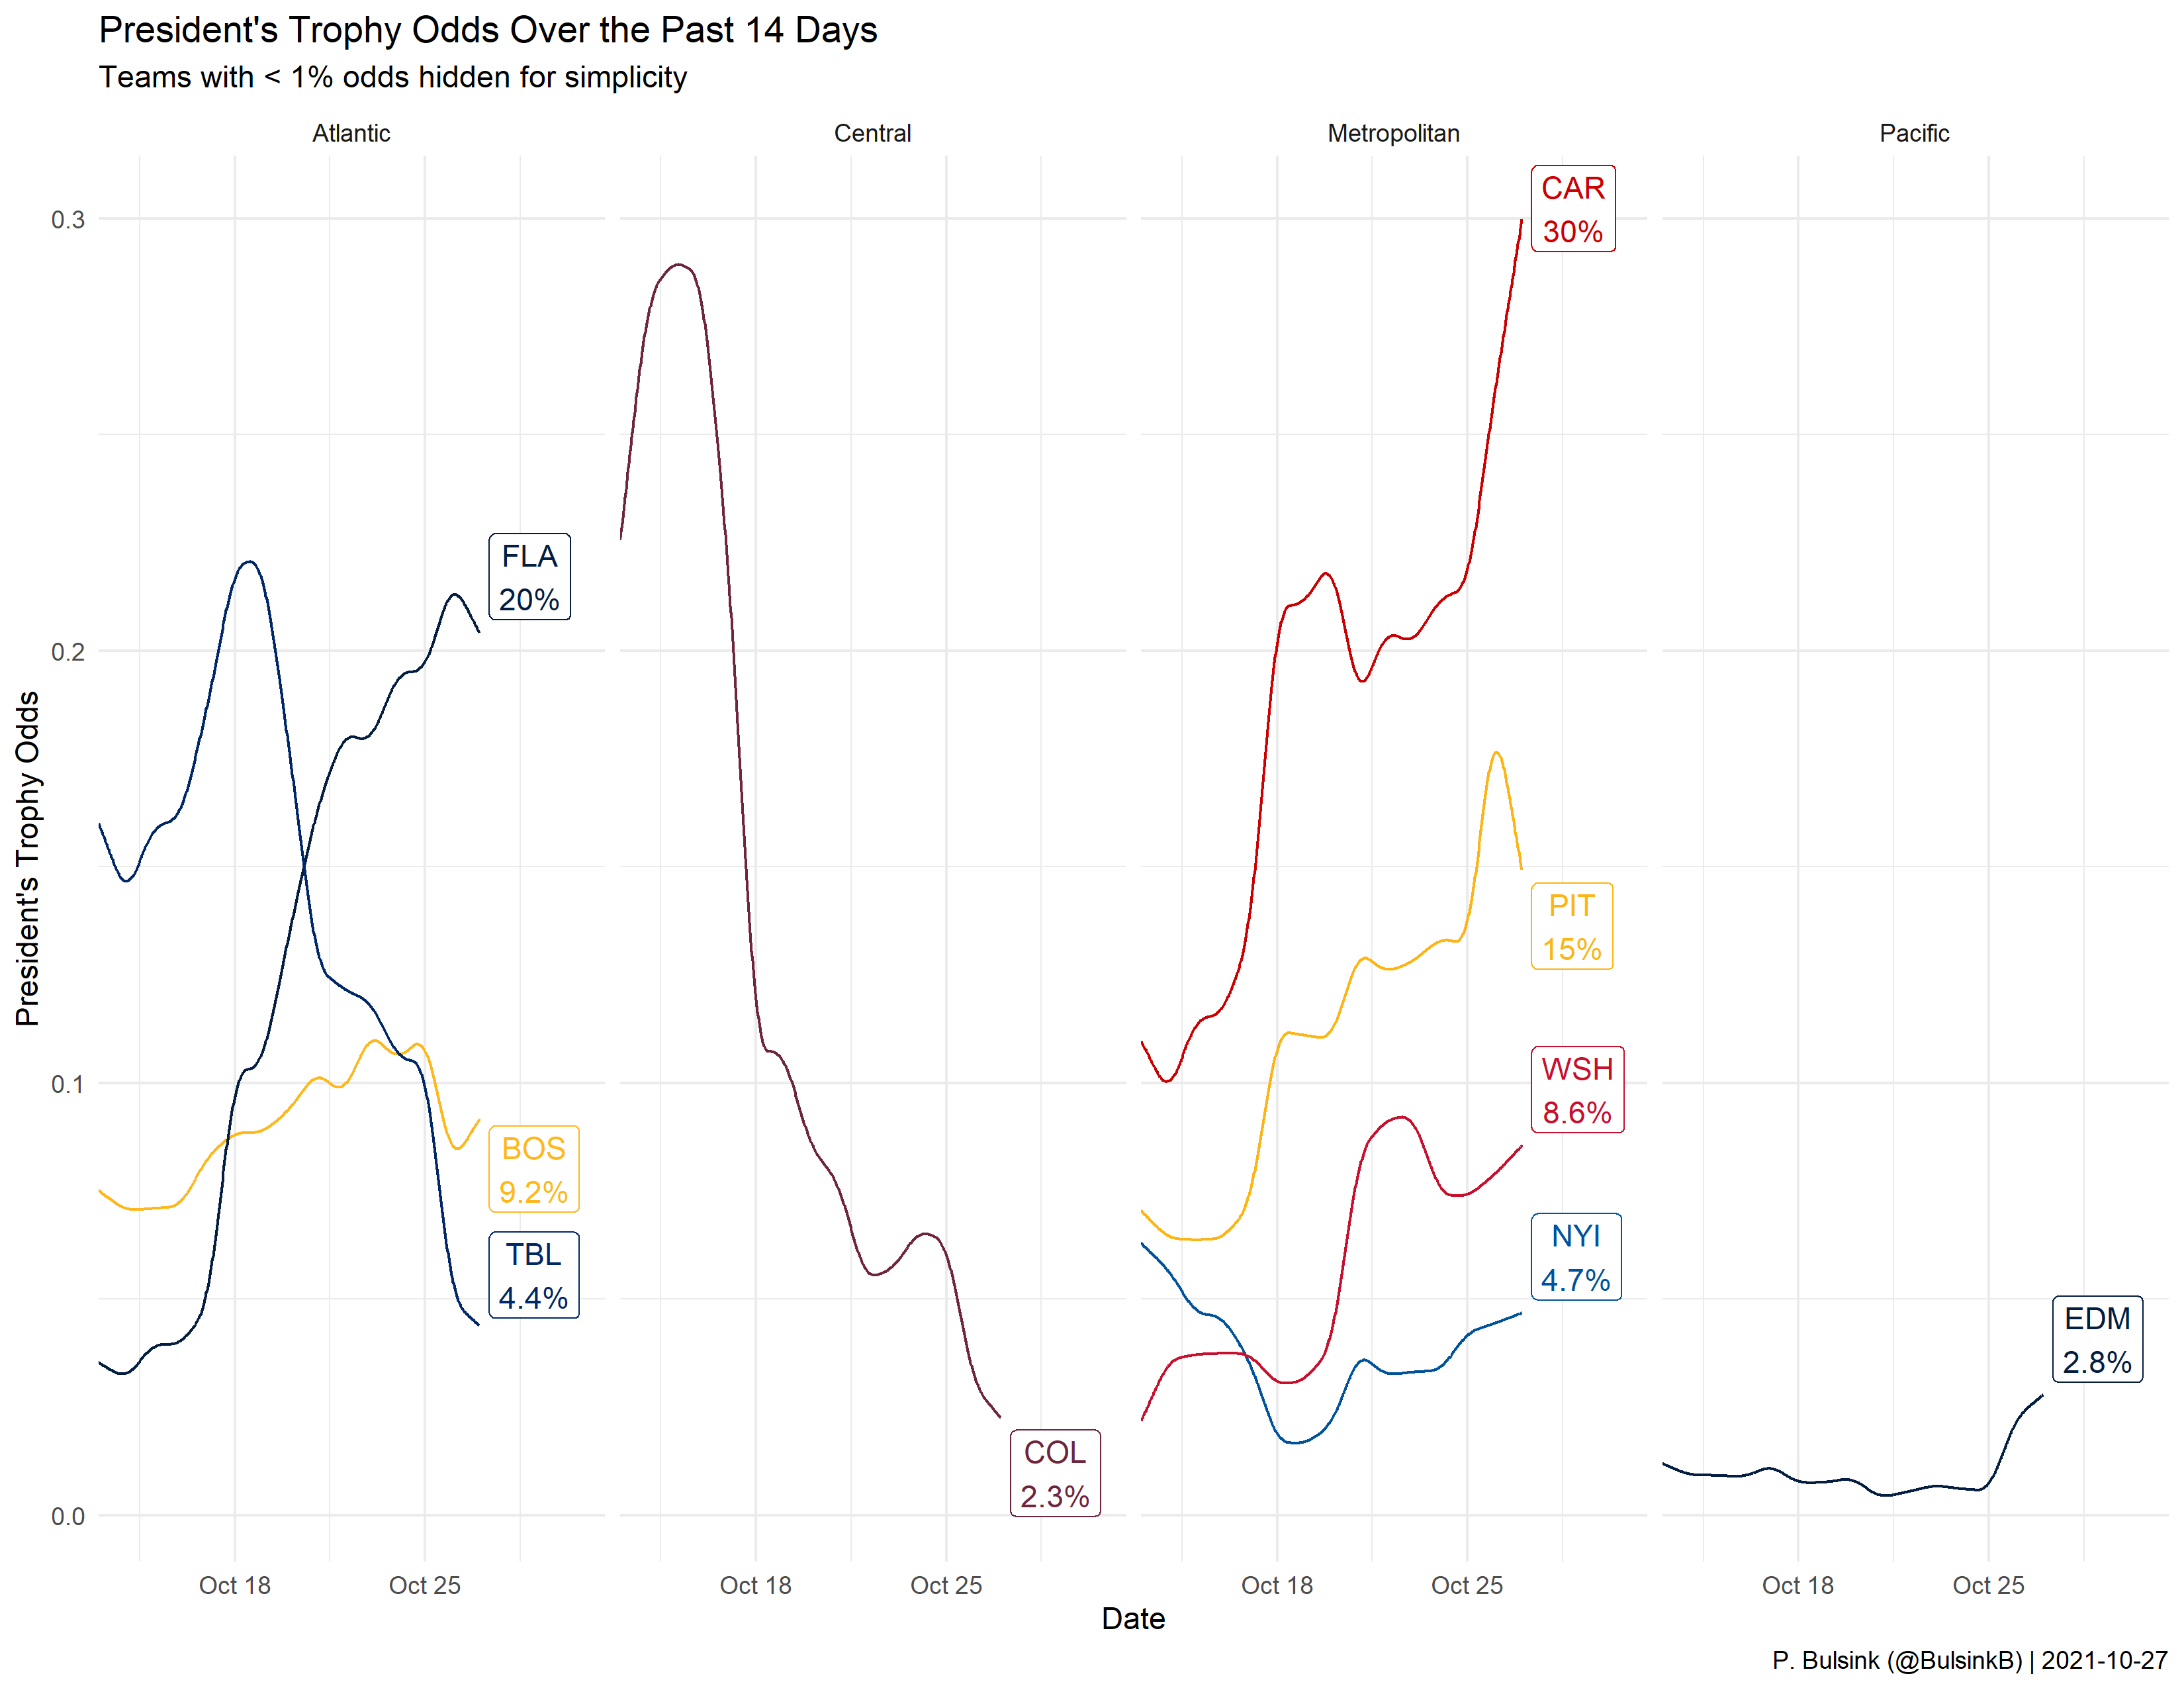 President's Trophy Odds Over the Past 14 Days
Teams with < 1% odds hidden for simplicity
Atlantic
Central
Metropolitan
Pacific
President's Trophy Odds
0.3
0.2
0.1
0.0
FLA
20%
BOS
9.2%
TBL
4.4%
COL
2.3%
CAR
30%
PIT
15%
WSH
8.6%
NYI
4.7%
EDM
2.8%
Oct 18
Oct 25
Oct 18
Oct 25
Oct 18
Oct 25
Oct 18
Oct 25
Date
P. Bulsink (@BulsinkB) | 2021-10-27